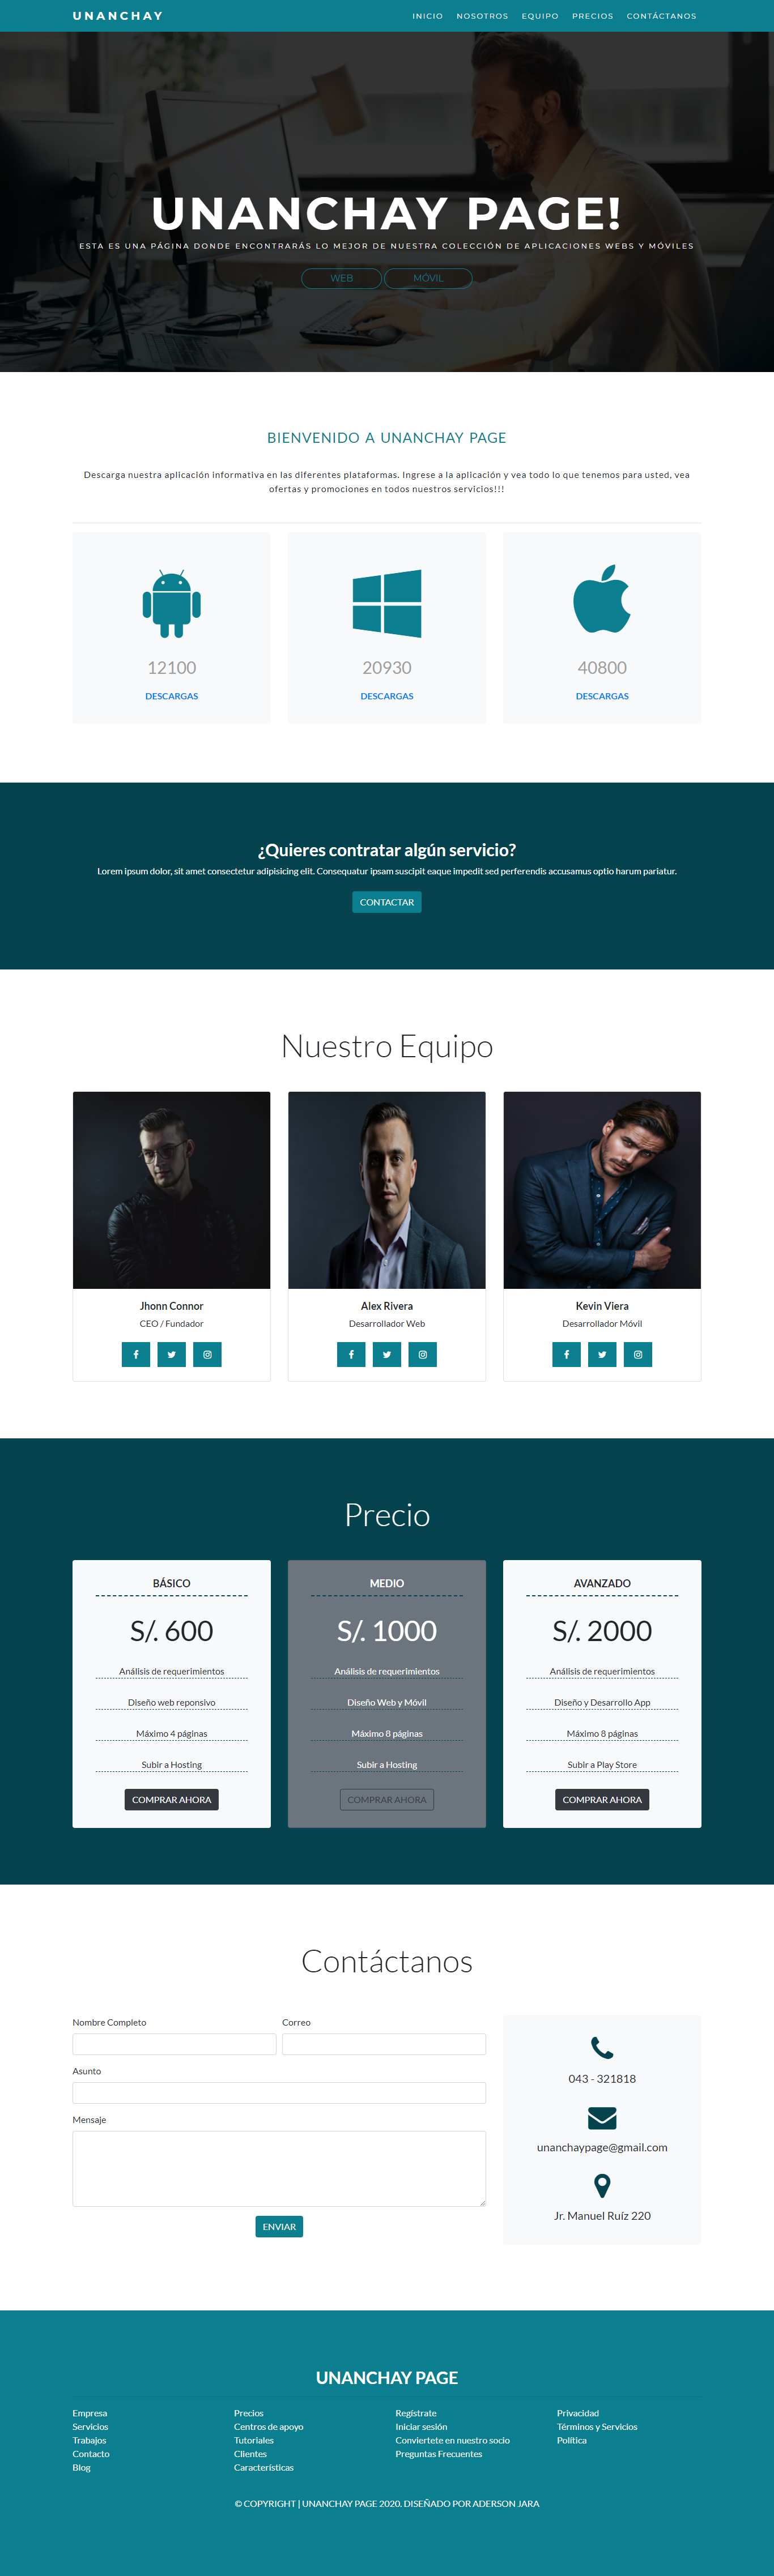 UNANCHAY
INICIO NOSOTROS EQUIPO PRECIOS CONTÁCTANOS
UNANCHAY PAGE!
ESTA ES UNA PÁGINA DONDE ENCONTRARÁS LO MEJOR DE NUESTRA COLECCIÓN DE APLICACIONES WEBS Y MÓVILES
WEB MÓVIL
BIENVENIDO A UNANCHAY PAGE
Descarga nuestra aplicación informativa en las diferentes plataformas. Ingrese a la aplicación y vea todo lo que tenemos para usted, vea
ofertas y promociones en todos nuestros servicios!!!
12100
DESCARGAS
20930
DESCARGAS
40800
DESCARGAS
¿Quieres contratar algún servicio?
Lorem ipsum dolor, sit amet consectetur adipisicing elit. Consequatur ipsam suscipit eaque impedit sed perferendis accusamus optio harum pariatur.
CONTACTAR
Nuestro Equipo
Jhonn Connor
CEO / Fundador
Alex Rivera
Desarrollador Web
Kevin Viera
Desarrollador Móvil
Precio
BÁSICO
S/. 600
Análisis de requerimientos
Diseño web reponsivo
Máximo 4 páginas
Subir a Hosting
COMPRAR AHORA
MEDIO
S/. 1000
Análisis de requerimientos
Diseño Web y Móvil
Máximo 8 páginas
Subir a Hosting
COMPRAR AHORA
AVANZADO
S/. 2000
Análisis de requerimientos
Diseño y Desarrollo App
Máximo 8 páginas
Subir a Play Store
COMPRAR AHORA
Contáctanos
Nombre Completo
Correo
Asunto
Mensaje
ENVIAR
043 - 321818
unanchaypage@gmail.com
Jr. Manuel Ruíz 220
UNANCHAY PAGE
Empresa
Servicios
Trabajos
Contacto
Blog
Precios
Centros de apoyo
Tutoriales
Clientes
Características
Regístrate
Iniciar sesión
Conviertete en nuestro socio
Preguntas Frecuentes
Privacidad
Términos y Servicios
Política
© COPYRIGHT | UNANCHAY PAGE 2020. DISEÑADO POR ADERSON JARA